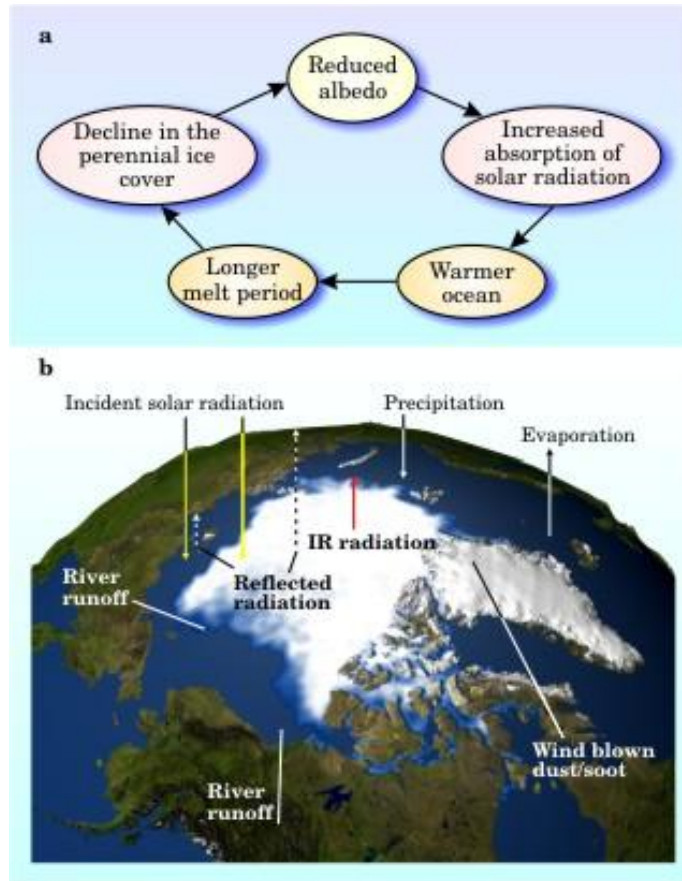 a
Reduced
albedo
Decline in the
perennial ice
cover
Increased
absorption of
solar radiation
Longer
melt period
Warmer
ocean
b
Incident solar radiation
Precipitation
Evaporation
IR radiation
River
runoff
Reflected
radiation
Wind blown
dust/soot
River
runoff